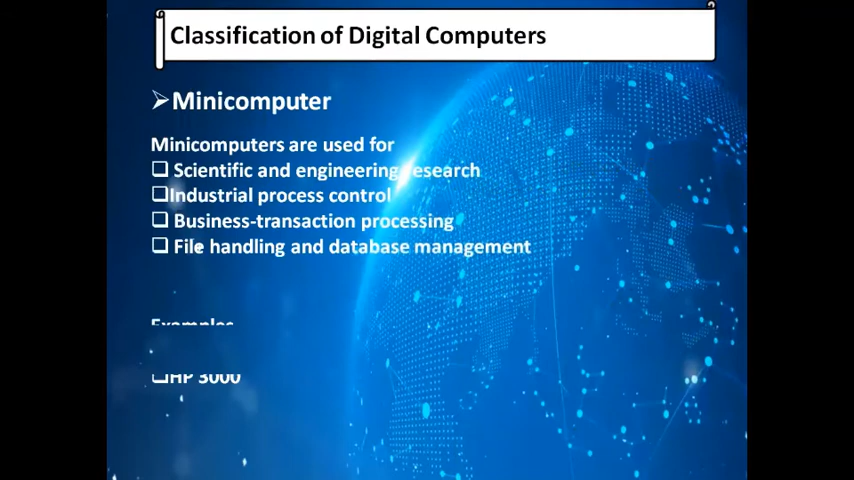 Classification of Digital Computers
Minicomputer
Minicomputers are used for
Scientific and engineering research
Industrial process control
Business-transaction processing
File handling and database management
Examples
HP 3000